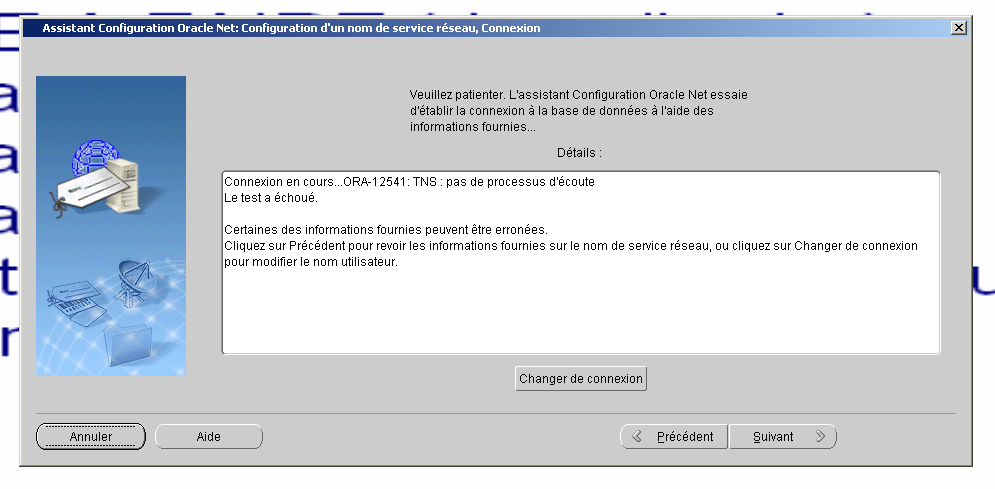 Assistant Configuration Oracle Net: Configuration d'un nom de service réseau, Connexion
Veuillez patienter. L'assistant Configuration Oracle Net essaie
d'établir la connexion à la base de données à l'aide des
informations fournies...
Détails :
Connexion en cours...ORA-12541: TNS : pas de processus d'écoute
Le test a échoué.
Certaines des informations fournies peuvent être erronées.
Cliquez sur Précédent pour revoir les informations fournies sur le nom de service réseau, ou cliquez sur Changer de connexion
pour modifier le nom utilisateur.
Changer de connexion
Annuler
Aide
Précédent
Suivant